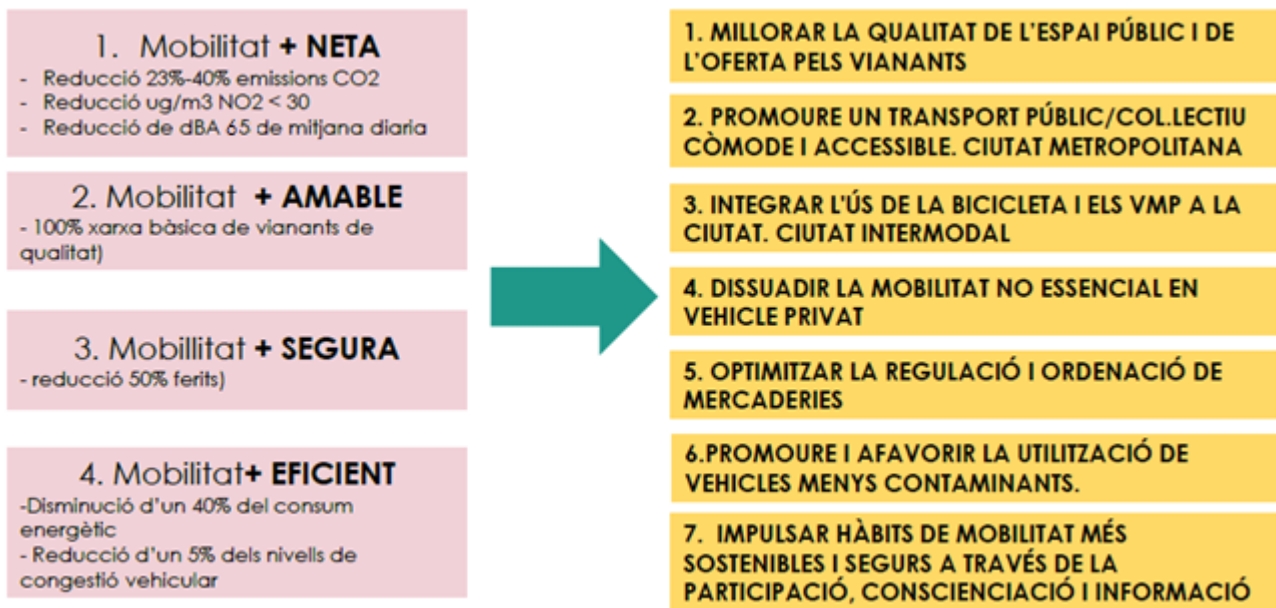 1. Mobilitat + NETA
- Reducció 23%-40% emissions CO2
- Reducció ug/m3 NO2 < 30
- Reducció de dBA 65 de mitjana diaria
2. Mobilitat + AMABLE
- 100% xarxa bàsica de vianants de
qualitat)
3. Mobillitat + SEGURA
- reducció 50% ferits)
4. Mobilitat+ EFICIENT
-Disminució d'un 40% del consum
energètic
- Reducció d'un 5% dels nivells de
congestió vehicular
1. MILLORAR LA QUALITAT DE L'ESPAI PÚBLIC I DE
L'OFERTA PELS VIANANTS
2. PROMOURE UN TRANSPORT PÚBLIC/COL.LECTIU
CÒMODE I ACCESSIBLE. CIUTAT METROPOLITANA
3. INTEGRAR L'ÚS DE LA BICICLETA I ELS VMP A LA
CIUTAT. CIUTAT INTERMODAL
4. DISSUADIR LA MOBILITAT NO ESSENCIAL EN
VEHICLE PRIVAT
5. OPTIMITZAR LA REGULACIÓ I ORDENACIÓ DE
MERCADERIES
6.PROMOURE I AFAVORIR LA UTILITZACIÓ DE
VEHICLES MENYS CONTAMINANTS.
7. IMPULSAR HÀBITS DE MOBILITAT MÉS
SOSTENIBLES I SEGURS A TRAVÉS DE LA
PARTICIPACIÓ, CONSCIENCIACIÓ I INFORMACIÓ